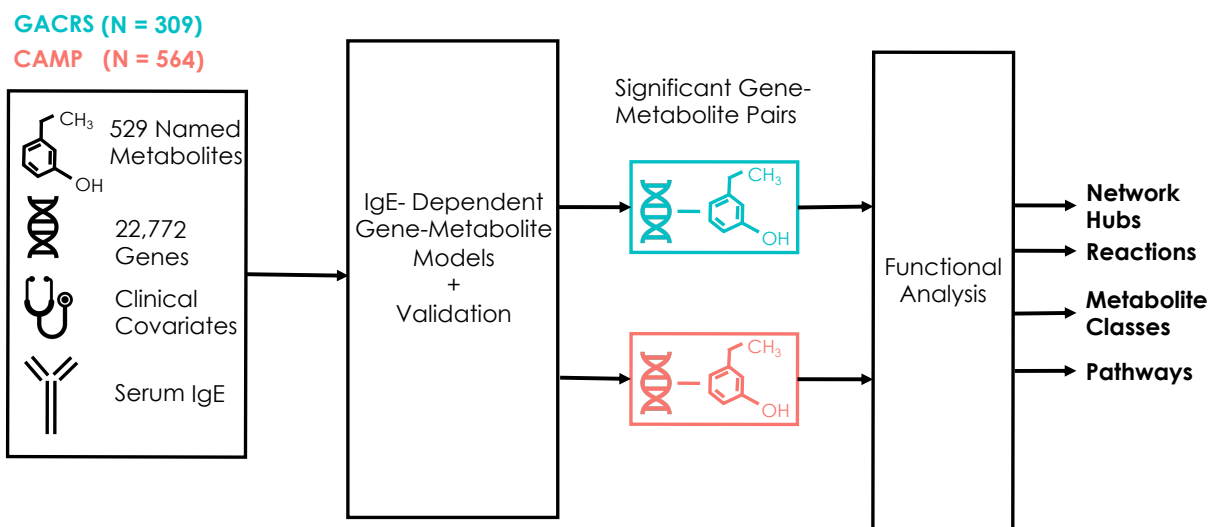 GACRS (N = 309)
CAMP (N = 564)
CH3
OH
529 Named
Metabolites
22,772
Genes
Clinical
Covariates
Serum IgE
IgE- Dependent
Gene-Metabolite
Models
+
Validation
Significant Gene-
Metabolite Pairs
CH3
OH
CH3
OH
Functional
Analysis
Network
Hubs
Reactions
Metabolite
Classes
Pathways